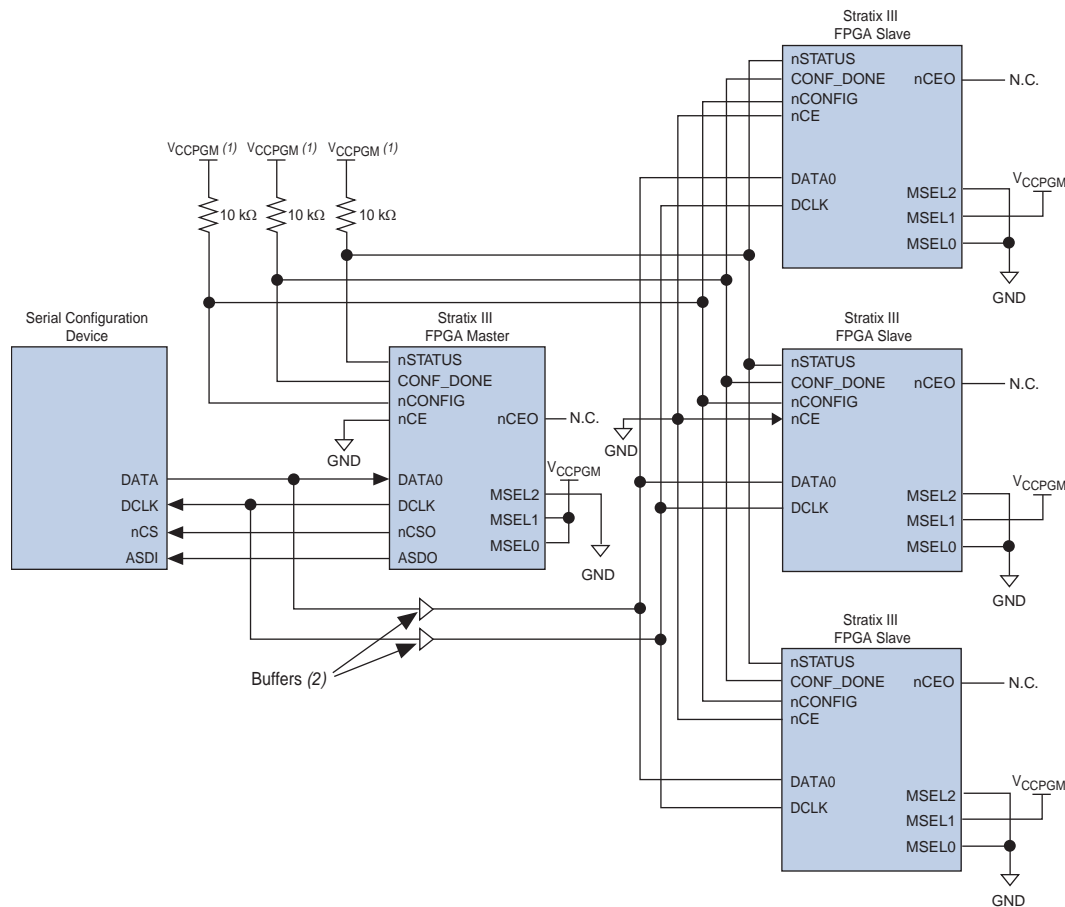 Stratix III
FPGA Slave
nSTATUS
CONF_DONE
nCONFIG
nCE
nCEO
N.C.
DATA0
DCLK
MSEL2
MSEL1
MSEL0
VCCPGM
GND
VCCPGM (1)
VCCPGM (1)
VCCPGM (1)
10 kΩ
10 kΩ
10 kΩ
Serial Configuration
Device
DATA
DCLK
nCS
ASDI
Stratix III
FPGA Master
nSTATUS
CONF_DONE
nCONFIG
nCE
nCEO
N.C.
GND
DATA0
DCLK
nCSO
ASDO
MSEL2
MSEL1
MSEL0
VCCPGM
GND
Buffers (2)
Stratix III
FPGA Slave
nSTATUS
CONF_DONE
nCONFIG
nCE
nCEO
N.C.
GND
DATA0
DCLK
MSEL2
MSEL1
MSEL0
VCCPGM
GND
Stratix III
FPGA Slave
nSTATUS
CONF_DONE
nCONFIG
nCE
nCEO
N.C.
DATA0
DCLK
MSEL2
MSEL1
MSEL0
VCCPGM
GND